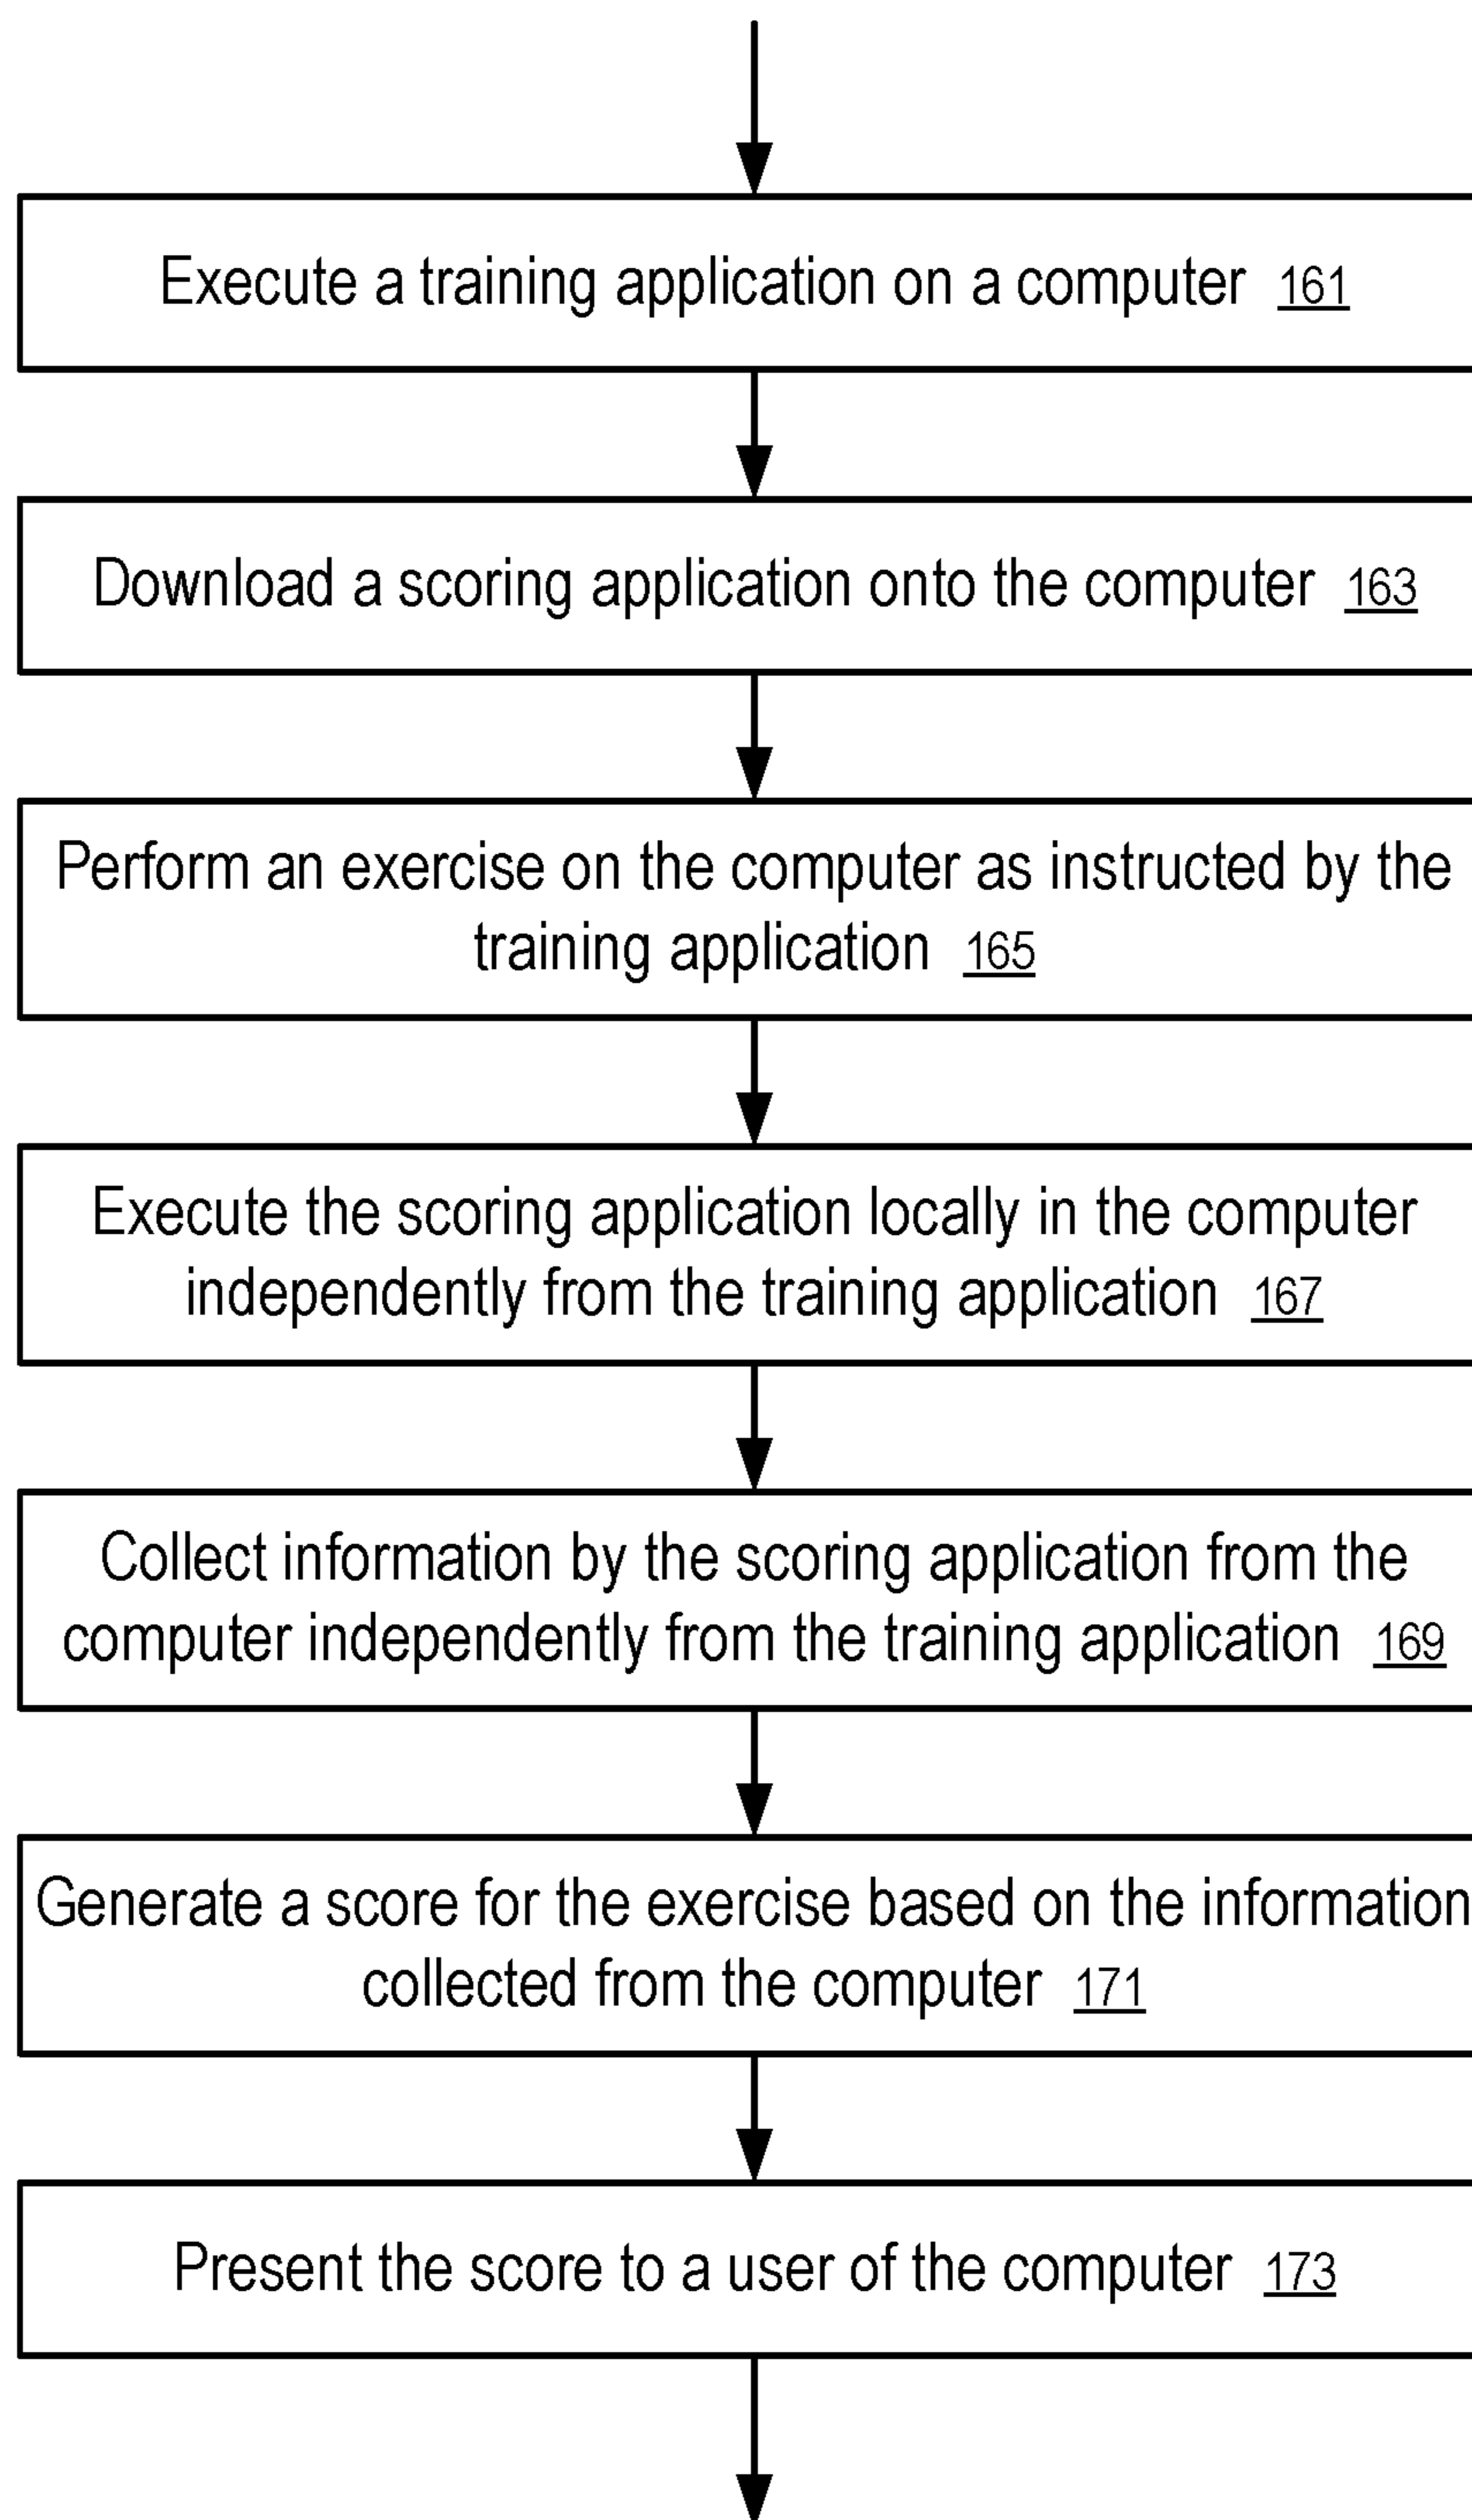 Execute a training application on a computer 161
Download a scoring application onto the computer 163
Perform an exercise on the computer as instructed by the
training application 165
Execute the scoring application locally in the computer
independently from the training application 167
Collect information by the scoring application from the
computer independently from the training application 169
Generate a score for the exercise based on the information
collected from the computer 171
Present the score to a user of the computer 173